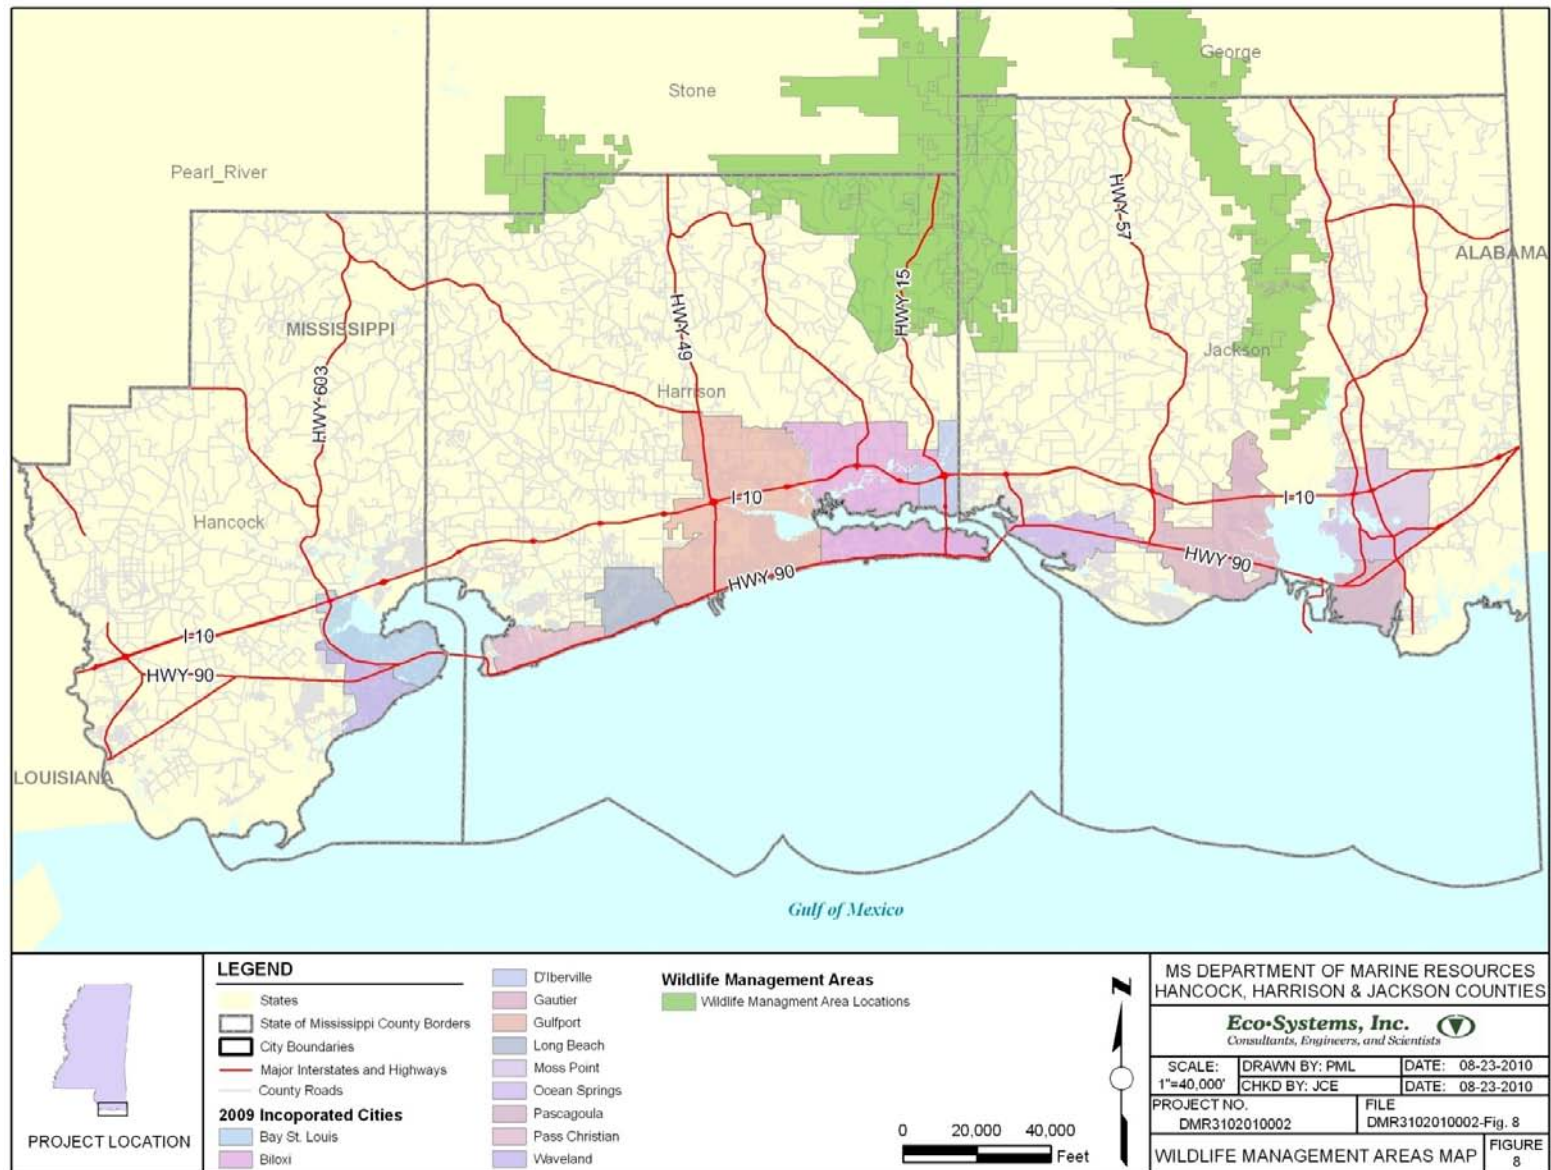 George
Stone
Pearl_River
HWY-57
ALABAMA
HWY-15
HWY-49
MISSISSIPPI
Jackson
HWY-603
Harrison
I-10
I-10
Hancock
HWY 90
HWY 90
I-10
HWY-90
LOUISIANA
Gulf of Mexico
PROJECT LOCATION
LEGEND
States
State of Mississippi County Borders
City Boundaries
Major Interstates and Highways
County Roads
2009 Incoporated Cities
Bay St. Louis
Biloxi
D'Iberville
Gautier
Gulfport
Long Beach
Moss Point
Ocean Springs
Pascagoula
Pass Christian
Waveland
Wildlife Management Areas
Wildlife Managment Area Locations
0 20,000 40,000
Feet
N
MS DEPARTMENT OF MARINE RESOURCES
HANCOCK, HARRISON & JACKSON COUNTIES
Eco•Systems, Inc.
Consultants, Engineers, and Scientists
SCALE:
1"=40,000'
DRAWN BY: PML
DATE: 08-23-2010
CHKD BY: JCE
DATE: 08-23-2010
PROJECT NO.
DMR3102010002
FILE
DMR3102010002-Fig. 8
WILDLIFE MANAGEMENT AREAS MAP
FIGURE
8